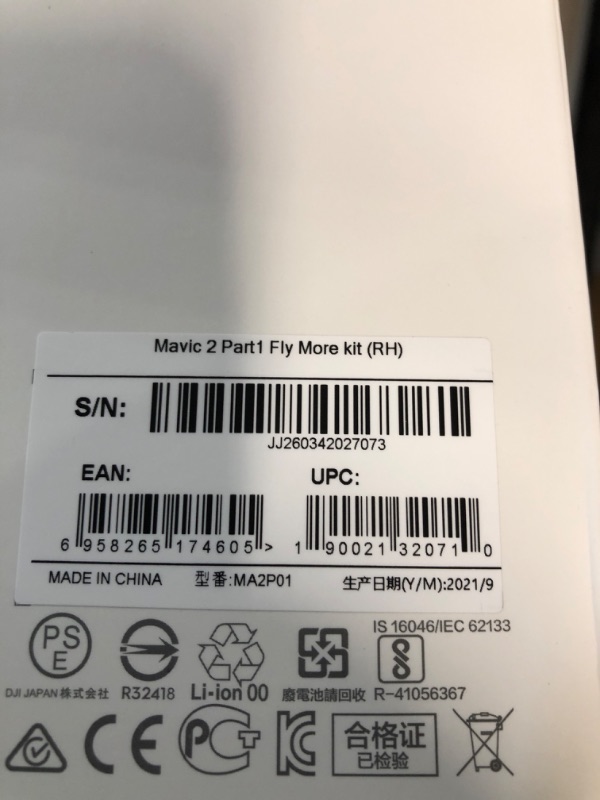 Mavic 2 Part1 Fly More kit (RH)
S/N:
JJ260342027073
EAN: UPC:
6 958265 174605 > 1 90021 32071 0
MADE IN CHINA 型番:MA2P01 生产日期(Y/M):2021/9
IS 16046/IEC 62133
PS
E
DJI JAPAN 株式会社 R32418 Li-ion 00 廢電池請回收 R-41056367
CE PCT KC 合格证
已检验